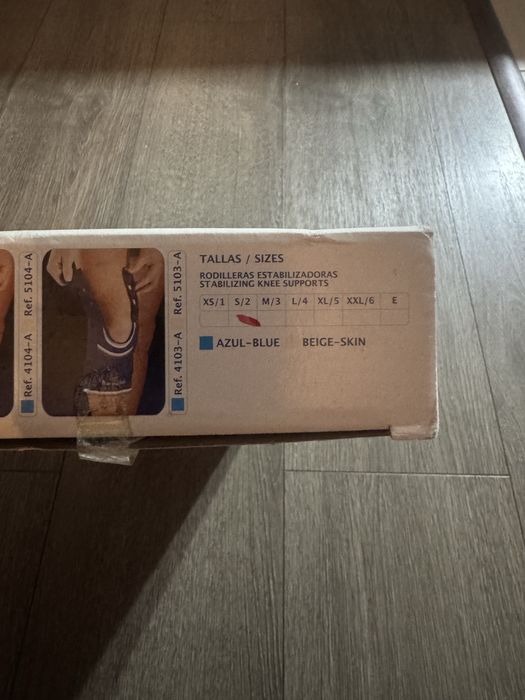 Ref. 5104-A
Ref. 4104-A
Ref. 5103-A
Ref. 4103-A
TALLAS / SIZES
RODILLERAS ESTABILIZADORAS
STABILIZING KNEE SUPPORTS
XS/1 S/2 M/3 L/4 XL/5 XXL/6 E
AZUL-BLUE BEIGE-SKIN